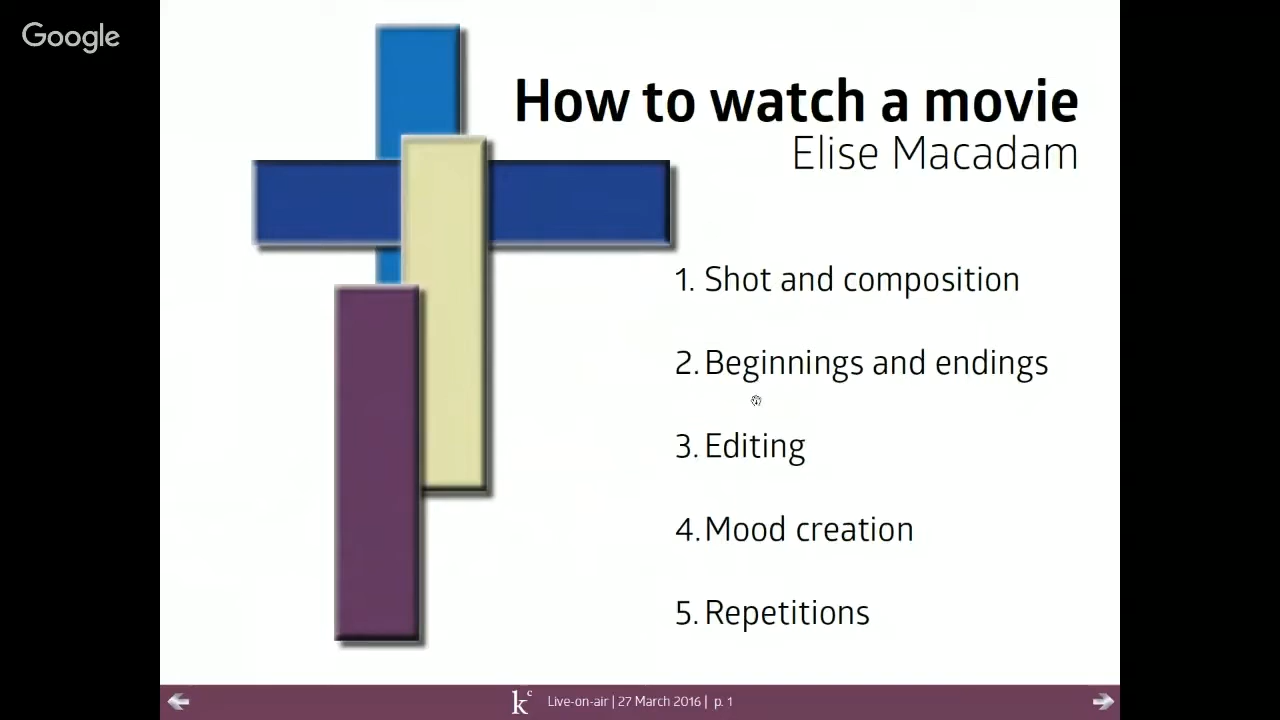 Google
How to watch a movie
Elise Macadam
1. Shot and composition
2. Beginnings and endings
3. Editing
4. Mood creation
5. Repetitions
kc Live-on-air | 27 March 2016 | p. 1